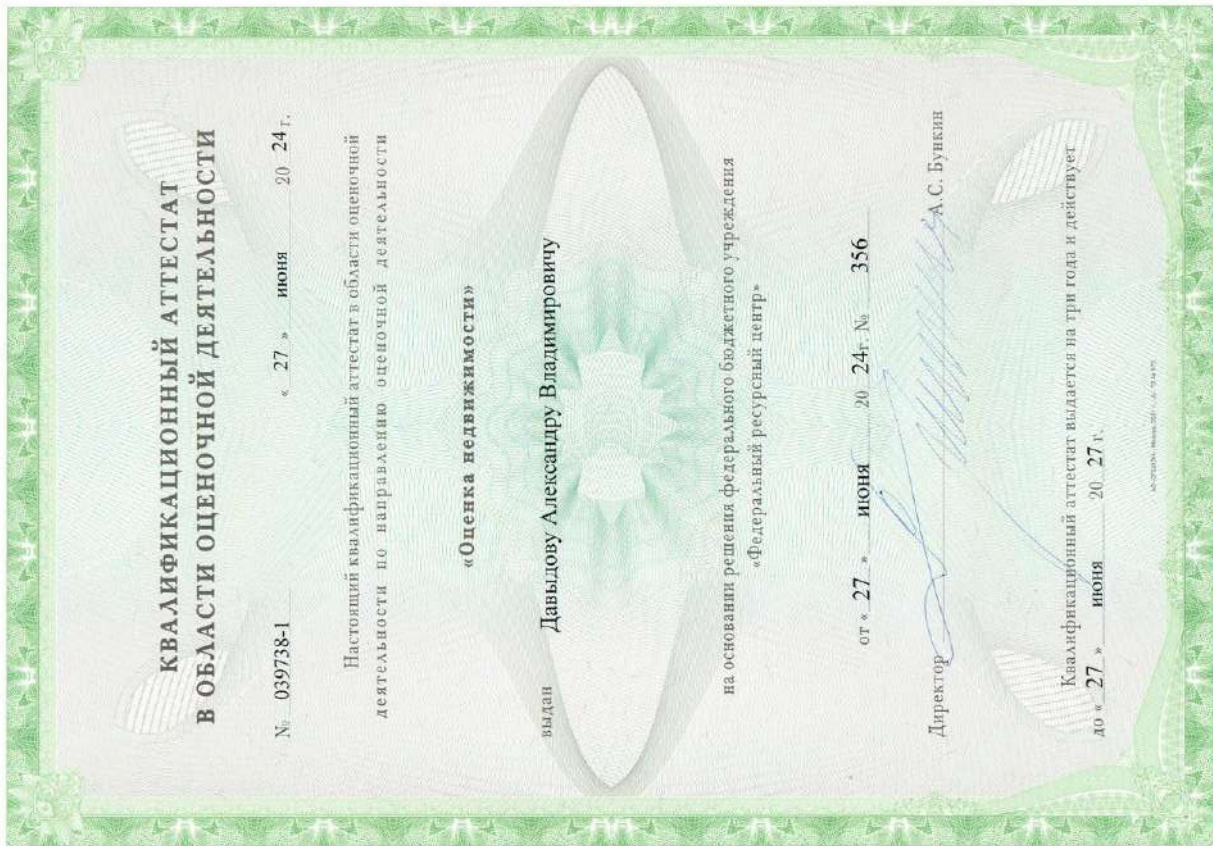 КВАЛИФИКАЦИОННЫЙ АТТЕСТАТ
В ОБЛАСТИ ОЦЕНОЧНОЙ ДЕЯТЕЛЬНОСТИ
№ 039738-1 « 27 » июня 20 24 г.
Настоящий квалификационный аттестат в области оценочной
деятельности по направлению оценочной деятельности
«Оценка недвижимости»
выдан Давыдову Александру Владимировичу
на основании решения федерального бюджетного учреждения
«Федеральный ресурсный центр»
от « 27 » июня 20 24г. № 356
Директор А.С. Бункин
Квалификационный аттестат выдается на три года и действует
до « 27 » июня 20 27 г.